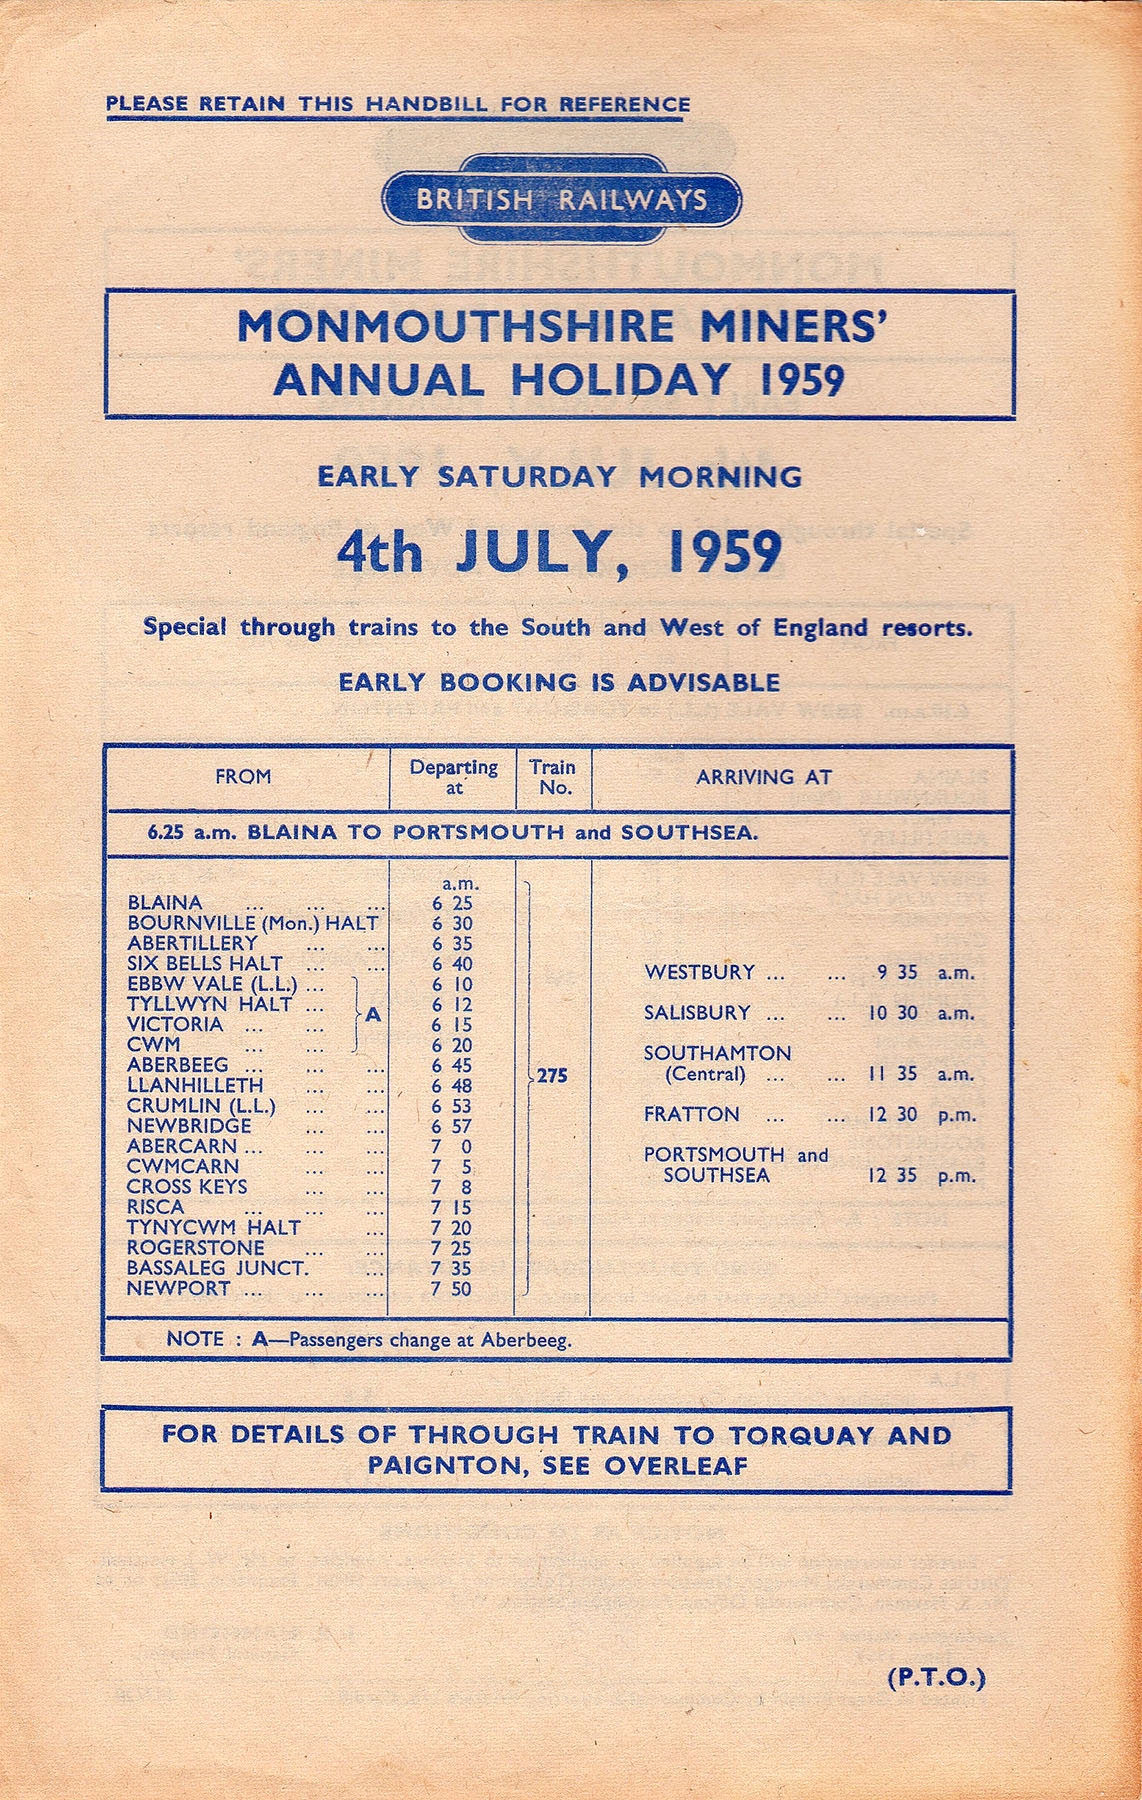 PLEASE RETAIN THIS HANDBILL FOR REFERENCE
BRITISH RAILWAYS
MONMOUTHSHIRE MINERS'
ANNUAL HOLIDAY 1959
EARLY SATURDAY MORNING
4th JULY, 1959
Special through trains to the South and West of England resorts.
EARLY BOOKING IS ADVISABLE
FROM Departing at Train No. ARRIVING AT
6.25 a.m. BLAINA TO PORTSMOUTH and SOUTHSEA.
a.m.
BLAINA ... ... ... 6 25
BOURNVILLE (Mon.) HALT 6 30
ABERTILLERY ... ... 6 35
SIX BELLS HALT ... ... 6 40
EBBW VALE (L.L.) ... 6 10
TYLLWYN HALT ... 6 12
VICTORIA ... ... 6 15
CWM ... ... 6 20
A
ABERBEEG ... ... ... 6 45
LLANHILLETH ... ... 6 48
CRUMLIN (L.L.) ... ... 6 53
NEWBRIDGE ... ... 6 57
ABERCARN ... ... ... 7 0
CWMCARN ... ... 7 5
CROSS KEYS ... ... 7 8
RISCA ... ... ... 7 15
TYNYCWM HALT ... 7 20
ROGERSTONE ... ... 7 25
BASSALEG JUNCT. ... 7 35
NEWPORT ... ... ... 7 50
275
WESTBURY ... ... 9 35 a.m.
SALISBURY ... ... 10 30 a.m.
SOUTHAMTON
(Central) ... ... 11 35 a.m.
FRATTON ... ... 12 30 p.m.
PORTSMOUTH and
SOUTHSEA 12 35 p.m.
NOTE : A—Passengers change at Aberbeeg.
FOR DETAILS OF THROUGH TRAIN TO TORQUAY AND
PAIGNTON, SEE OVERLEAF
(P.T.O.)